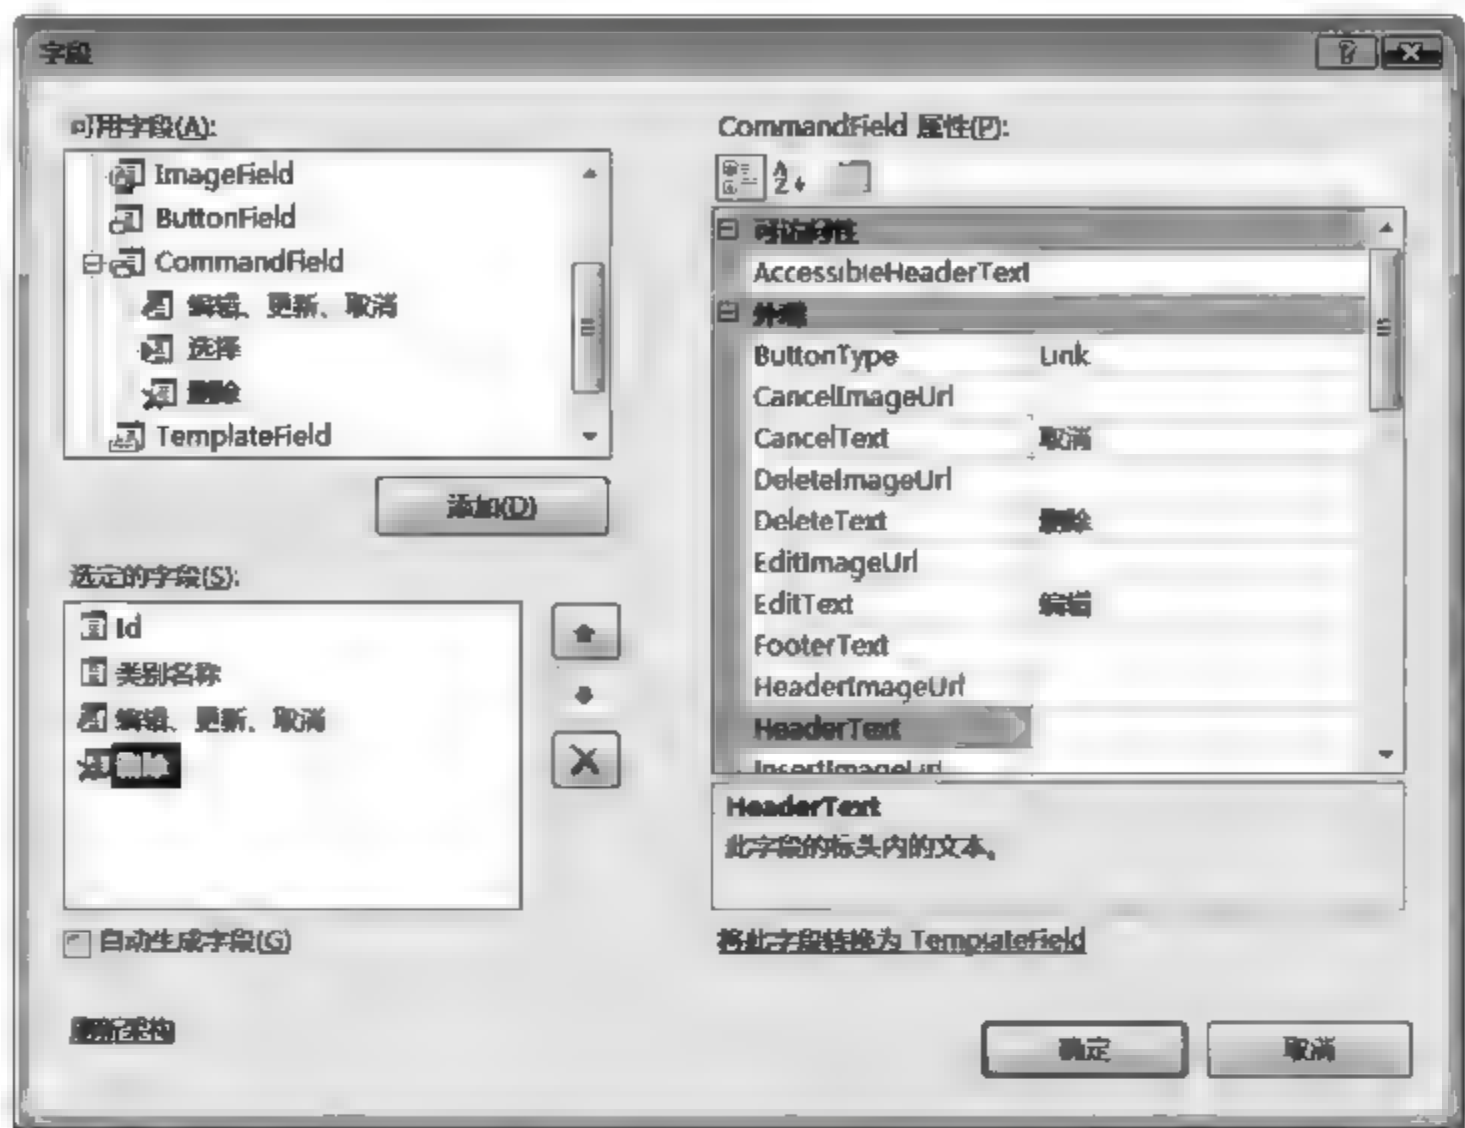 字段
可用字段(A):
ImageField
ButtonField
CommandField
编辑、更新、取消
选择
删除
TemplateField
添加(D)
选定的字段(S):
Id
类别名称
编辑、更新、取消
删除
自动生成字段(G)
刷新架构
CommandField 属性(P):
可访问性
AccessibleHeaderText
外观
ButtonType Link
CancelImageUrl
CancelText 取消
DeleteImageUrl
DeleteText 删除
EditImageUrl
EditText 编辑
FooterText
HeaderImageUrl
HeaderText
InsertImageUrl
HeaderText
此字段的标头内的文本。
将此字段转换为 TemplateField
确定
取消